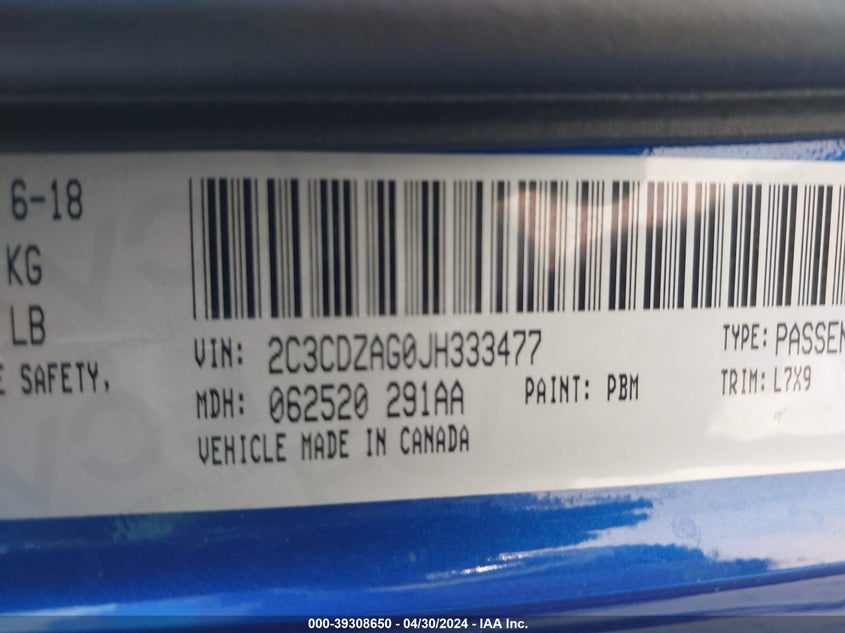 6-18
KG
LB
E SAFETY,
VIN: 2C3CDZAG0JH333477
TYPE: PASSEN
MDH: 062520 291AA
PAINT: PBM
TRIM: L7X9
VEHICLE MADE IN CANADA
000-39308650 - 04/30/2024 - IAA Inc.